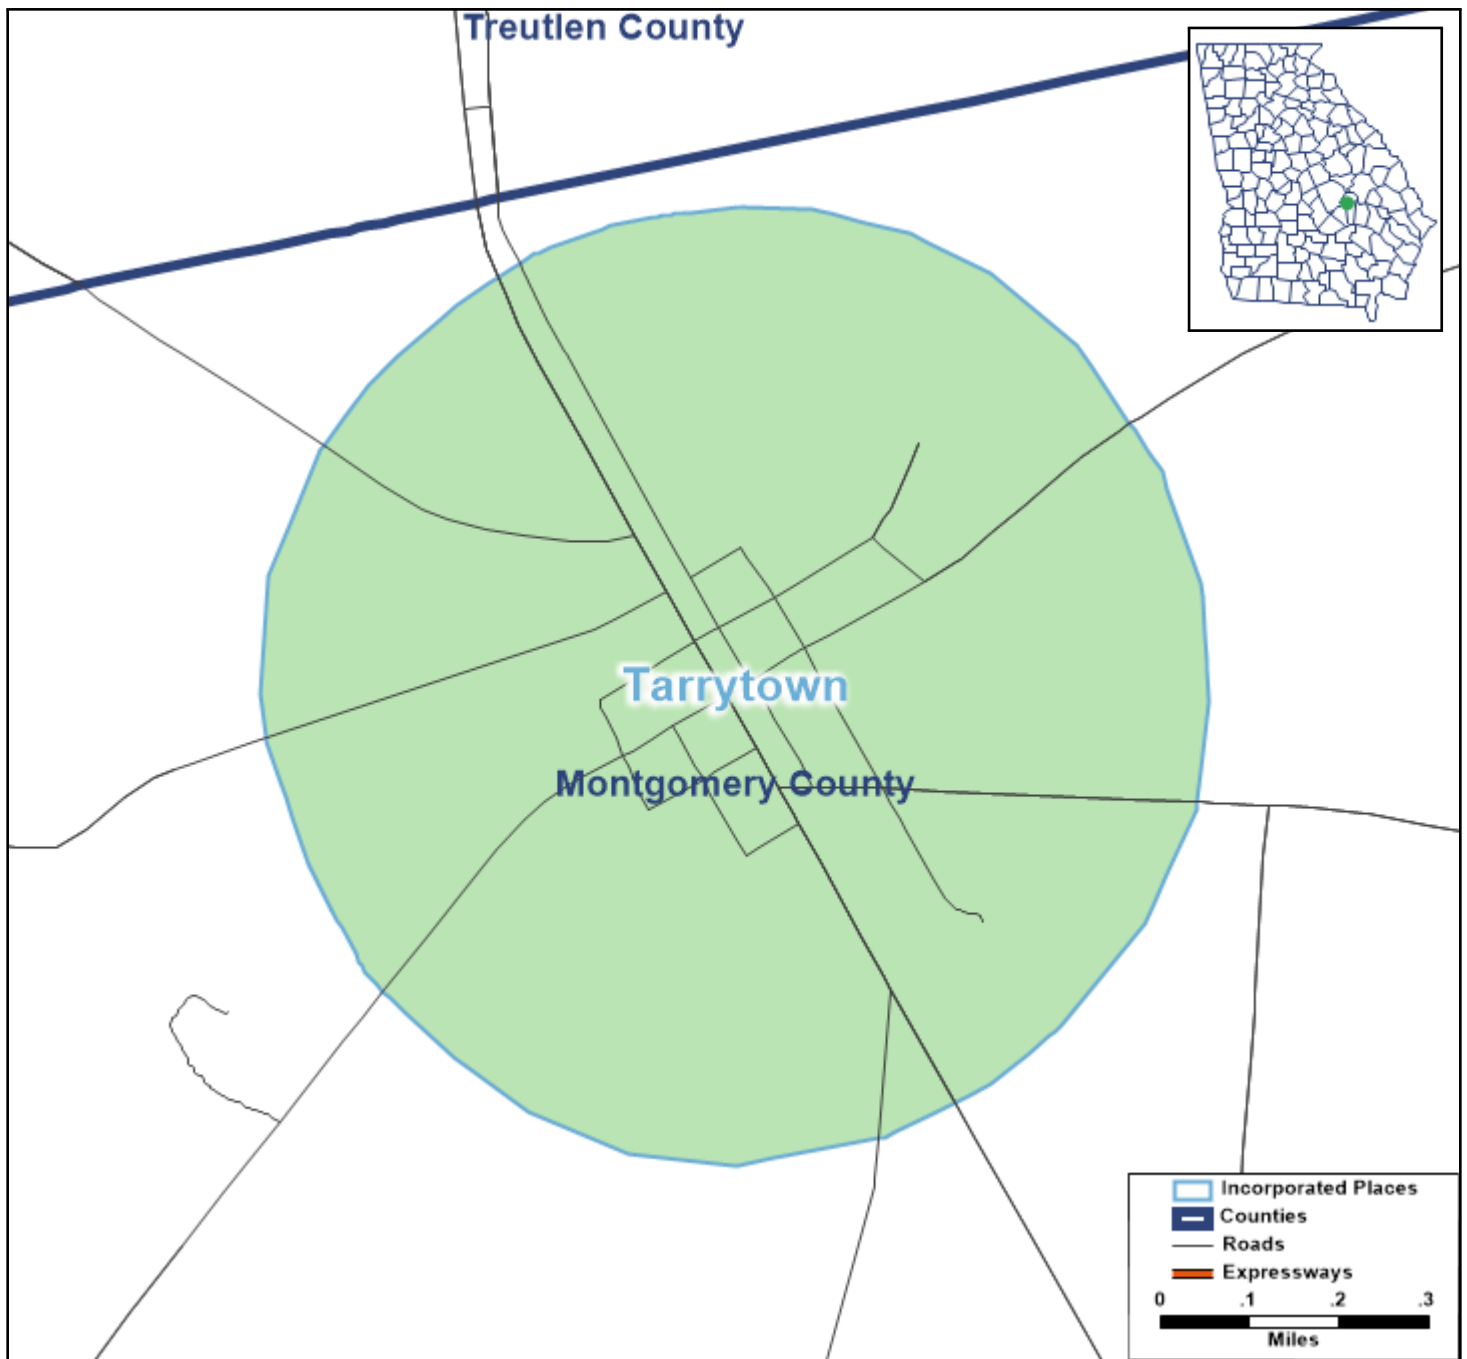 Treutlen County
Tarrytown
Montgomery County
Incorporated Places
Counties
Roads
Expressways
0 .1 .2 .3
Miles